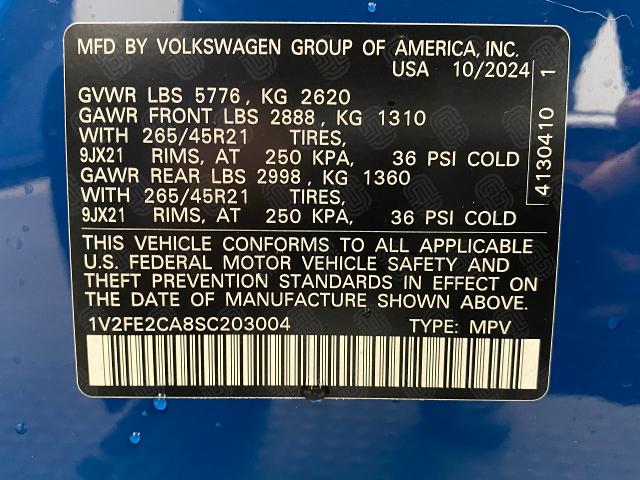 MFD BY VOLKSWAGEN GROUP OF AMERICA, INC.
USA 10/2024
GVWR LBS 5776, KG 2620
GAWR FRONT LBS 2888, KG 1310
WITH 265/45R21 TIRES,
9JX21 RIMS, AT 250 KPA, 36 PSI COLD
GAWR REAR LBS 2998, KG 1360
WITH 265/45R21 TIRES,
9JX21 RIMS, AT 250 KPA, 36 PSI COLD
4130410 1
THIS VEHICLE CONFORMS TO ALL APPLICABLE
U.S. FEDERAL MOTOR VEHICLE SAFETY AND
THEFT PREVENTION STANDARDS IN EFFECT ON
THE DATE OF MANUFACTURE SHOWN ABOVE.
1V2FE2CA8SC203004 TYPE: MPV